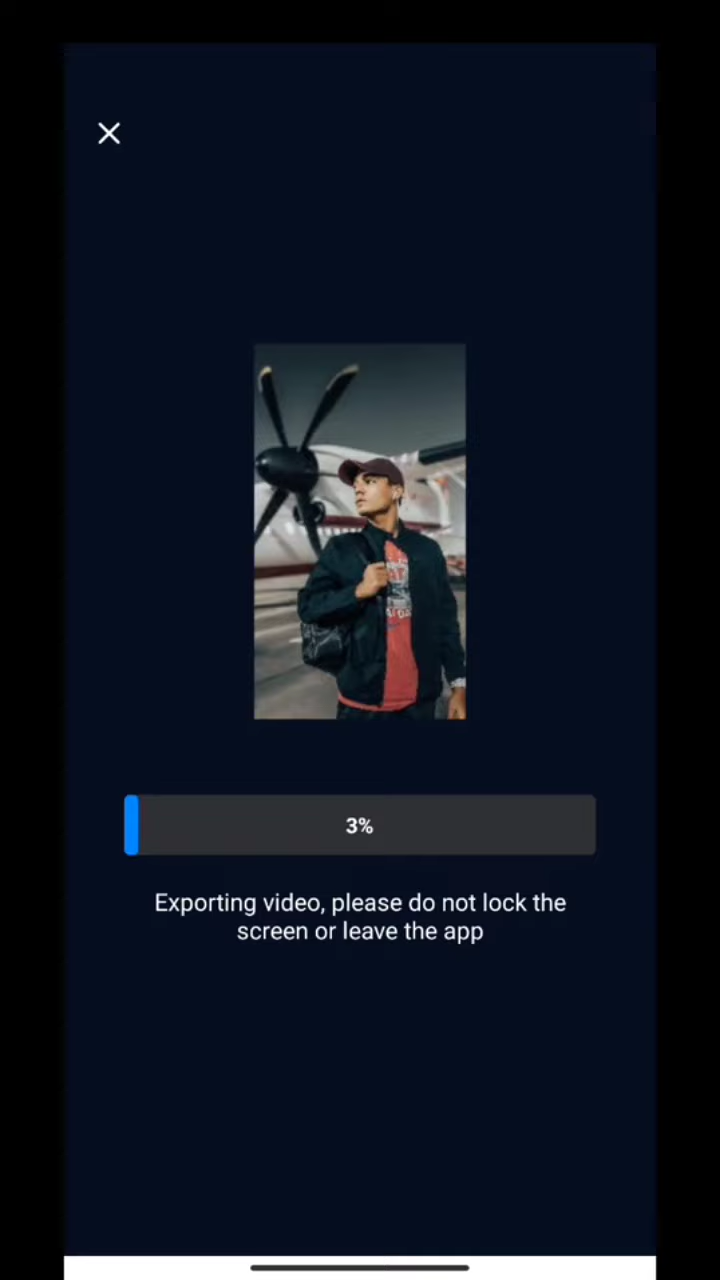 3%
Exporting video, please do not lock the
screen or leave the app